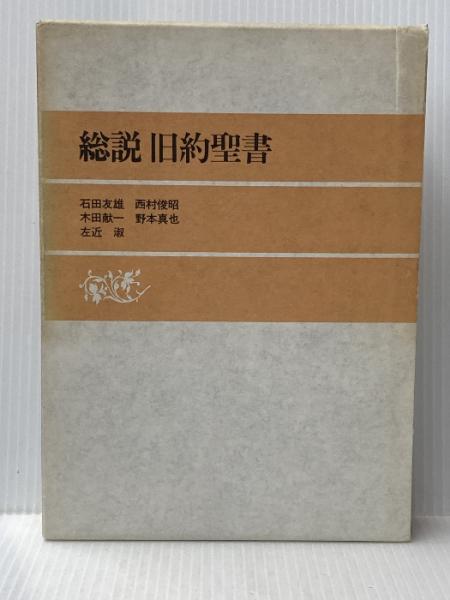 総説 旧約聖書
石田友雄 西村俊昭
木田献一 野本真也
左近 淑